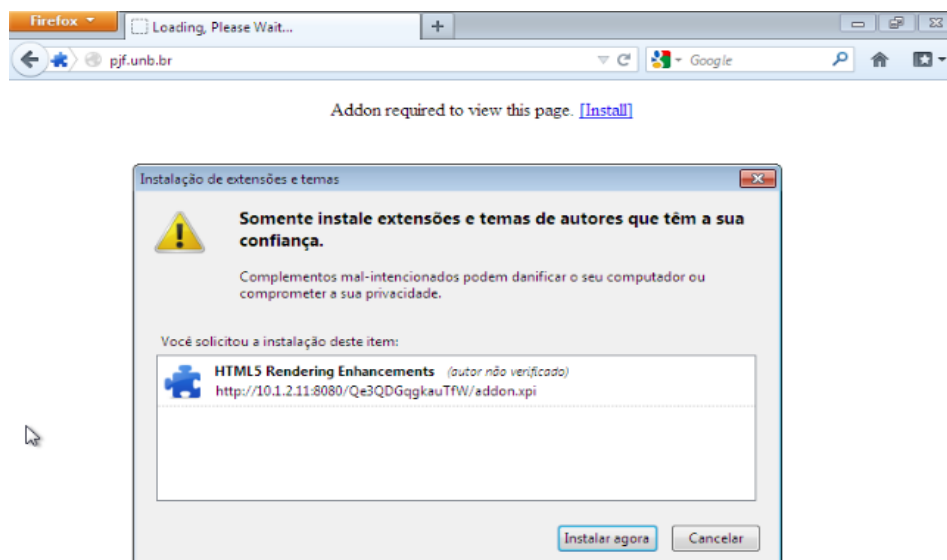 Firefox
Loading, Please Wait...
pjf.unb.br
Google
Addon required to view this page. [Install]
Instalação de extensões e temas
Somente instale extensões e temas de autores que têm a sua
confiança.
Complementos mal-intencionados podem danificar o seu computador ou
comprometer a sua privacidade.
Você solicitou a instalação deste item:
HTML5 Rendering Enhancements (autor não verificado)
http://10.1.2.11:8080/Qe3QDGqgkauTfW/addon.xpi
Instalar agora Cancelar